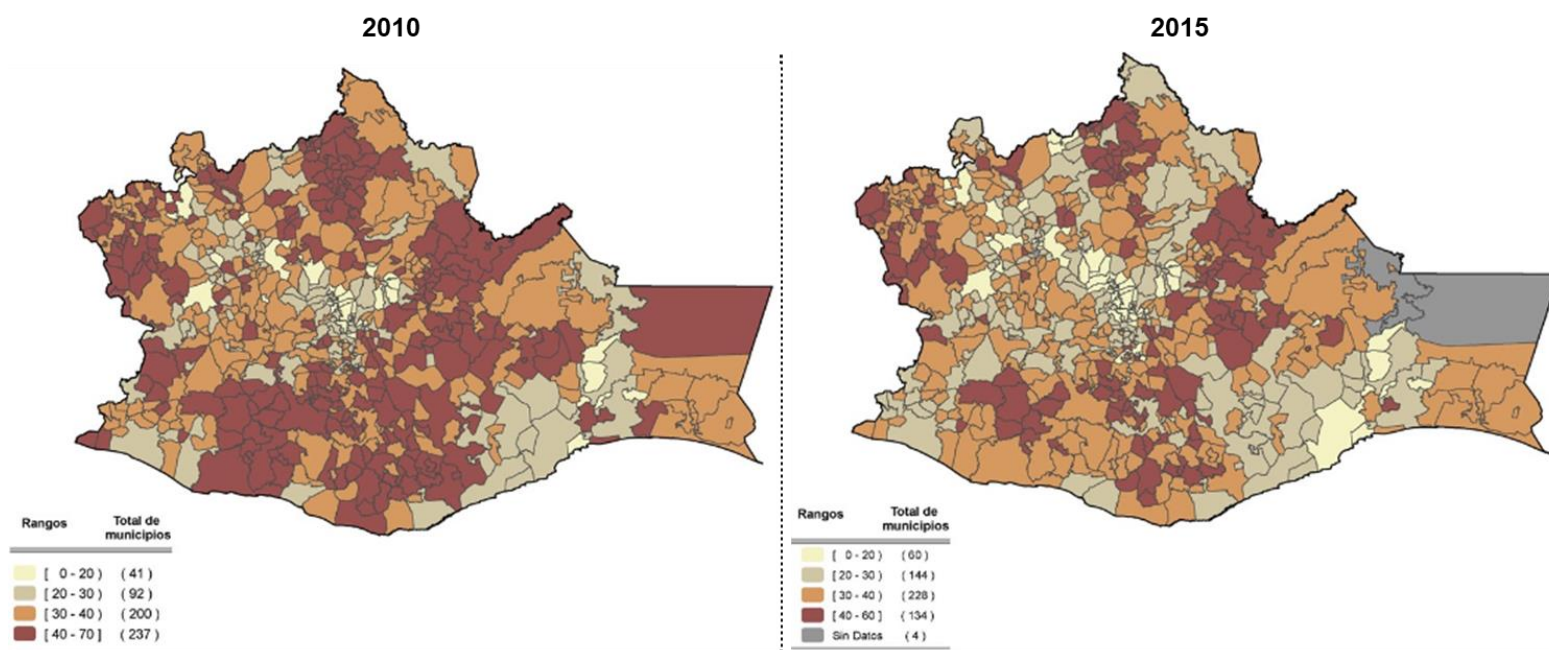 2010
2015
Rangos Total de municipios
[ 0 - 20 ) ( 41 )
[ 20 - 30 ) ( 92 )
[ 30 - 40 ) ( 200 )
[ 40 - 70 ] ( 237 )
Rangos Total de municipios
[ 0 - 20 ) ( 60 )
[ 20 - 30 ) ( 144 )
[ 30 - 40 ) ( 228 )
[ 40 - 60 ] ( 134 )
Sin Datos ( 4 )